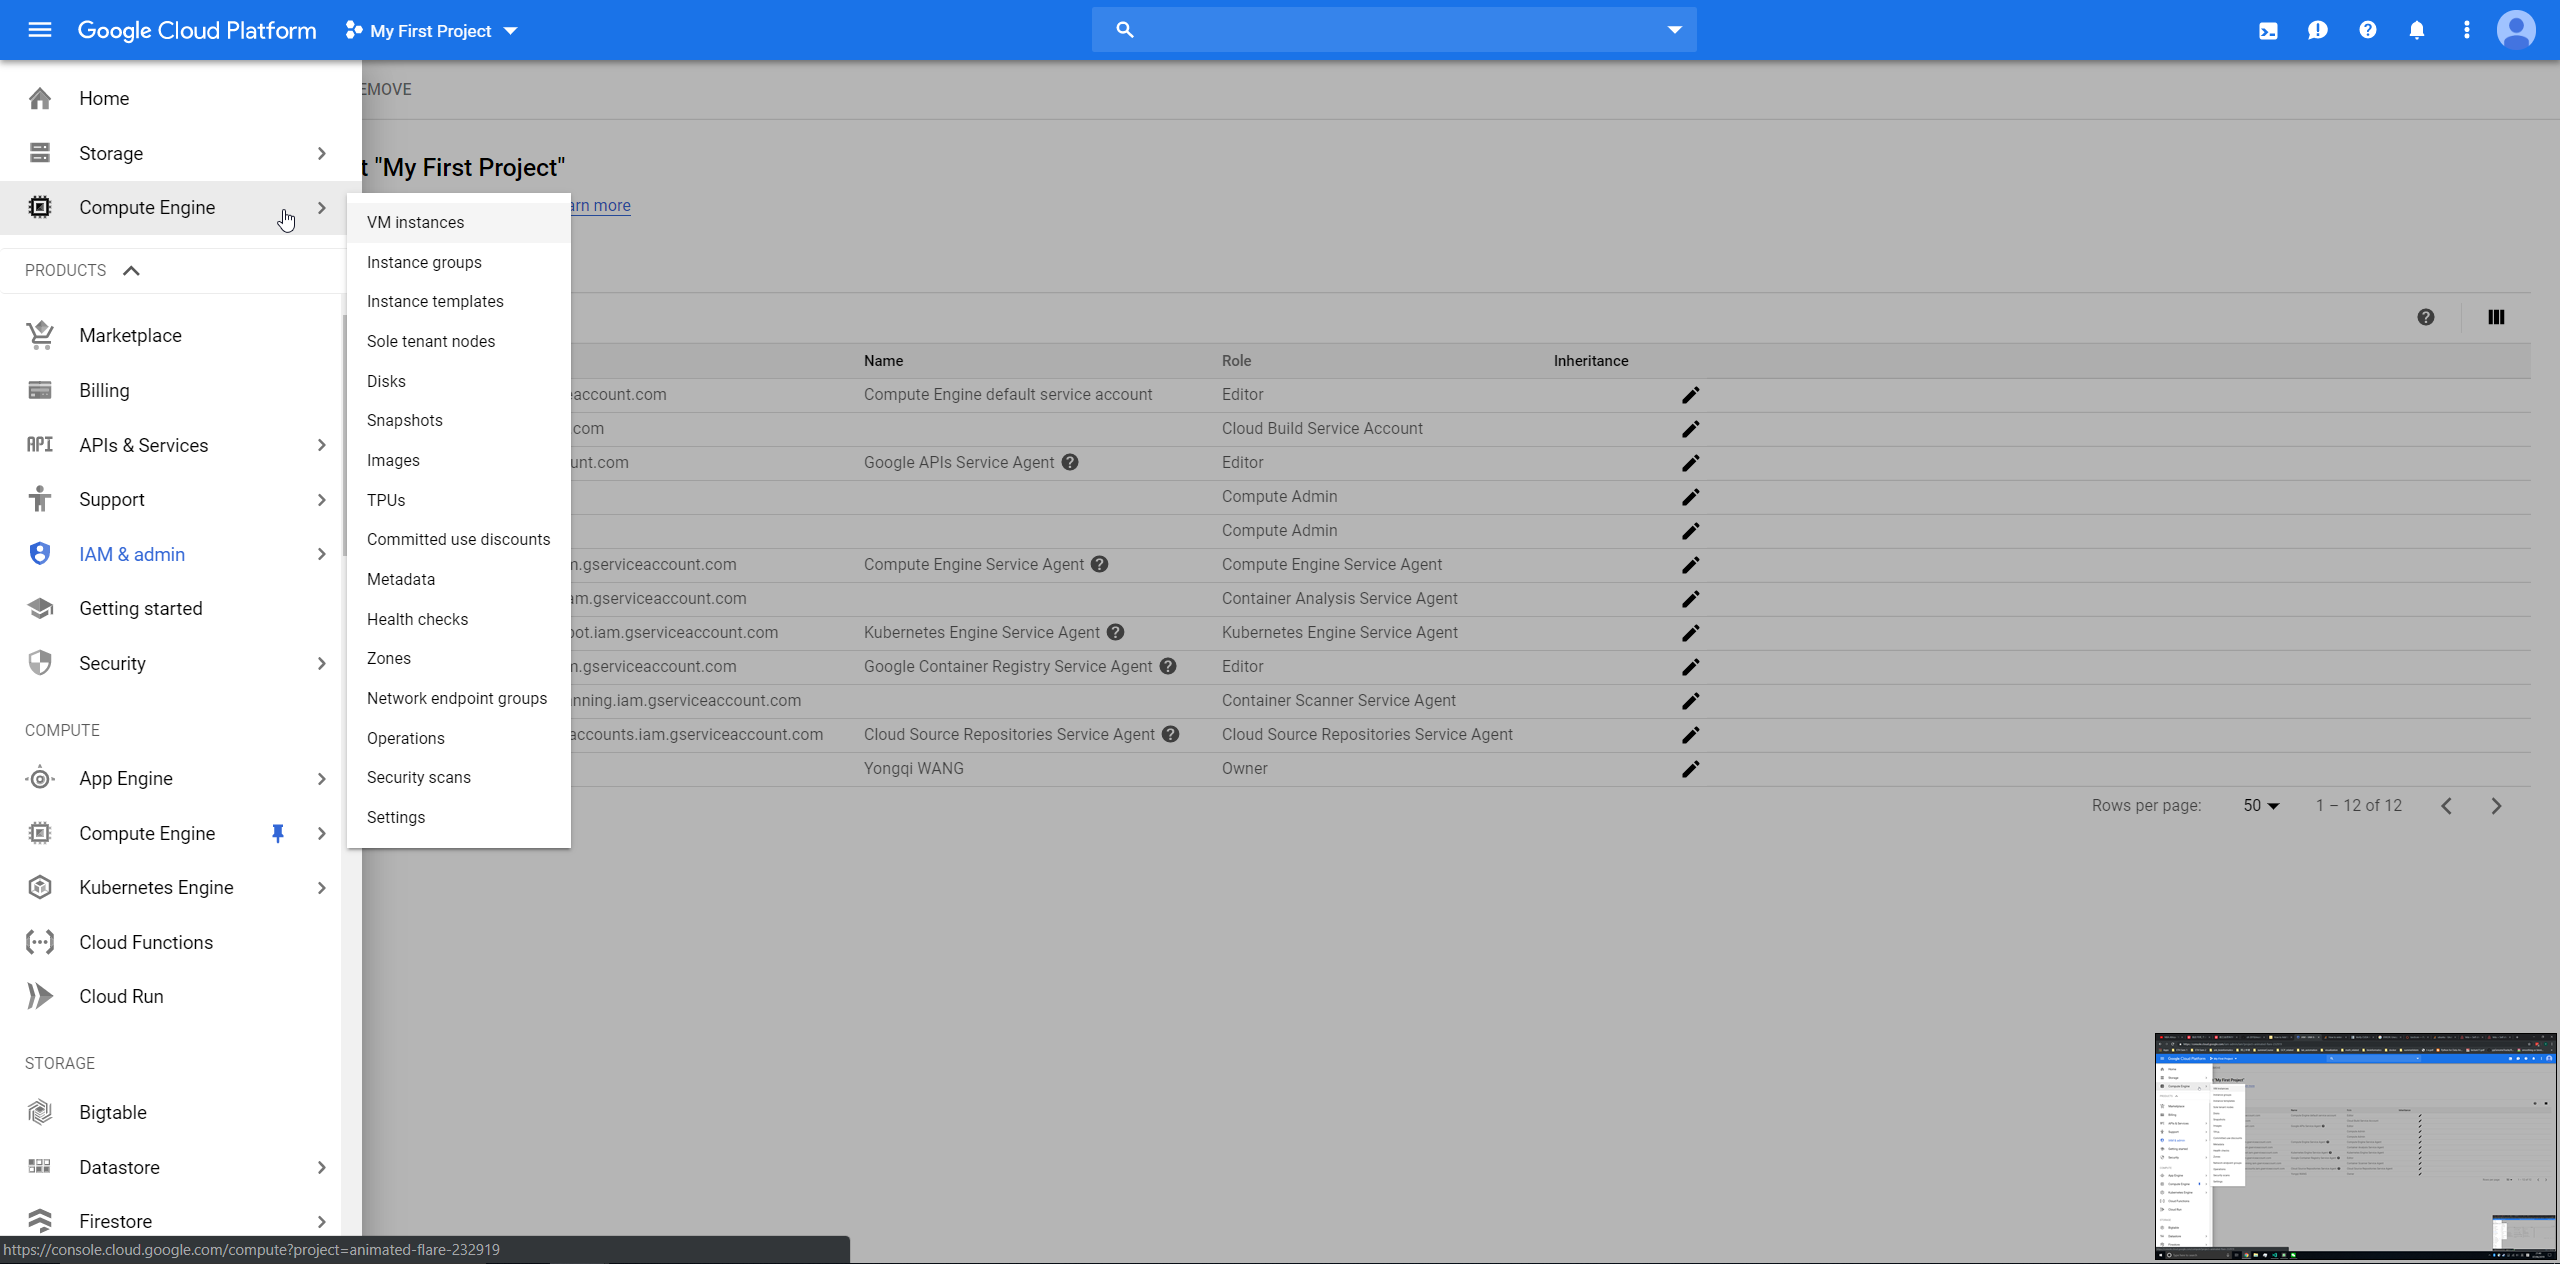 Google Cloud Platform
My First Project
Home
Storage
Compute Engine
PRODUCTS
Marketplace
Billing
API
APIs & Services
Support
IAM & admin
Getting started
Security
COMPUTE
App Engine
Compute Engine
Kubernetes Engine
Cloud Functions
Cloud Run
STORAGE
Bigtable
Datastore
Firestore
https://console.cloud.google.com/compute?project=animated-flare-232919
VM instances
Instance groups
Instance templates
Sole tenant nodes
Disks
Snapshots
Images
TPUs
Committed use discounts
Metadata
Health checks
Zones
Network endpoint groups
Operations
Security scans
Settings
EMOVE
t "My First Project"
arn more
Name Role Inheritance
eaccount.com Compute Engine default service account Editor
.com Cloud Build Service Account
unt.com Google APIs Service Agent Editor
Compute Admin
Compute Admin
m.gserviceaccount.com Compute Engine Service Agent Compute Engine Service Agent
am.gserviceaccount.com Container Analysis Service Agent
bot.iam.gserviceaccount.com Kubernetes Engine Service Agent Kubernetes Engine Service Agent
m.gserviceaccount.com Google Container Registry Service Agent Editor
nning.iam.gserviceaccount.com Container Scanner Service Agent
accounts.iam.gserviceaccount.com Cloud Source Repositories Service Agent Cloud Source Repositories Service Agent
Yongqi WANG Owner
Rows per page: 50 1 – 12 of 12